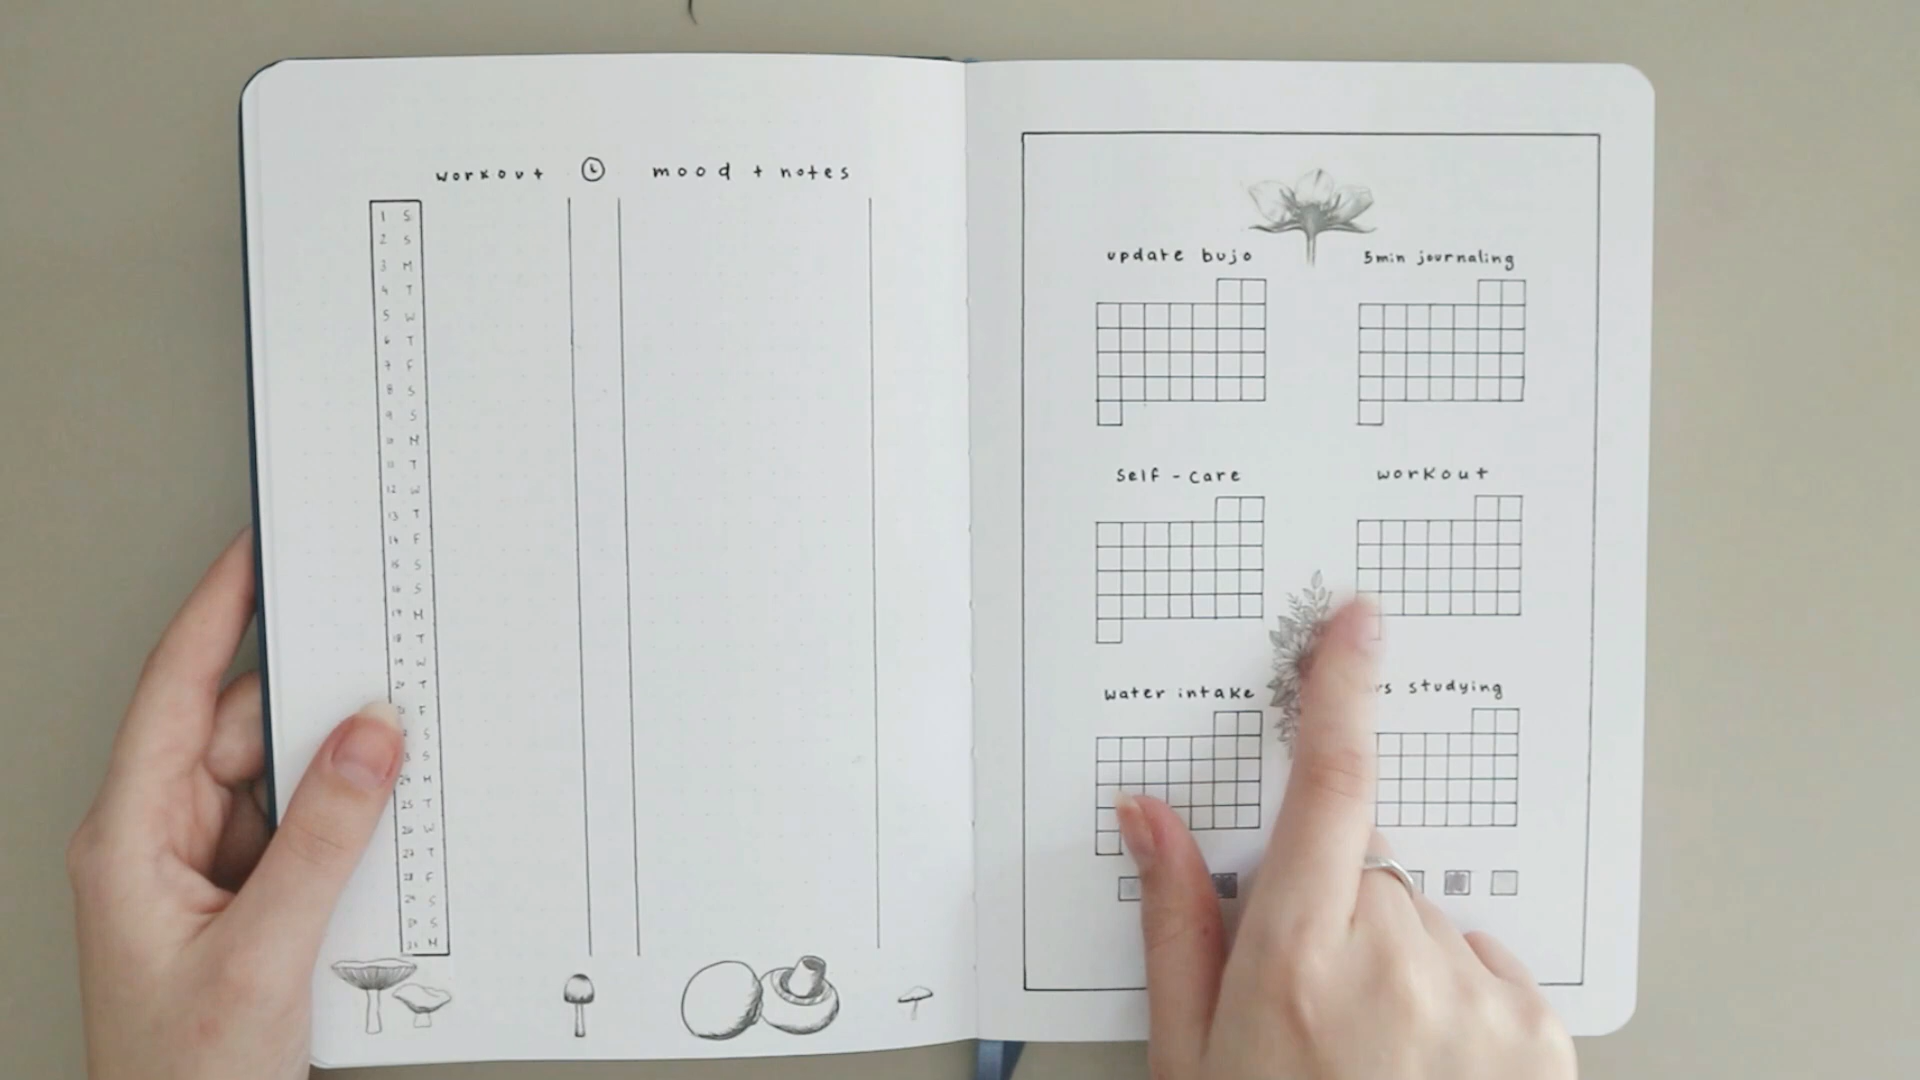 workout mood + notes
1 S
2 S
3 M
4 T
5 W
6 T
7 F
8 S
9 S
10 M
11 T
12 W
13 T
14 F
15 S
16 S
17 M
18 T
19 W
20 T
F
S
S
24 M
25 T
26 W
27 T
28 F
29 S
30 S
31 M
update bujo
5min journaling
self - care
workout
water intake
studying